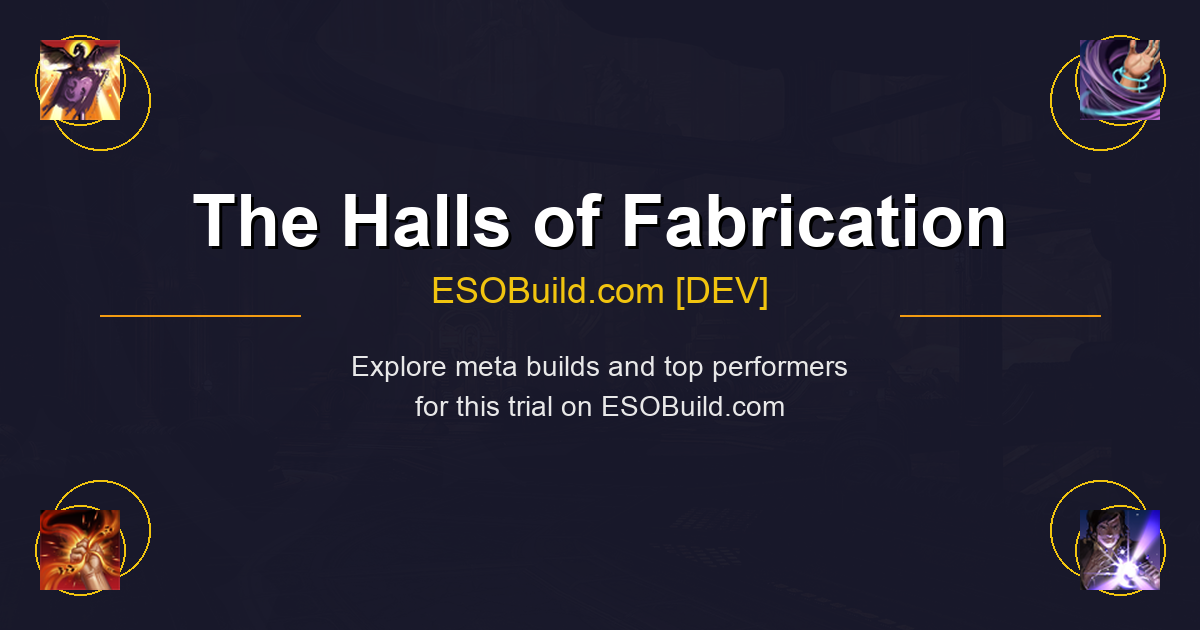 The Halls of Fabrication
ESOBuild.com [DEV]
Explore meta builds and top performers
for this trial on ESOBuild.com